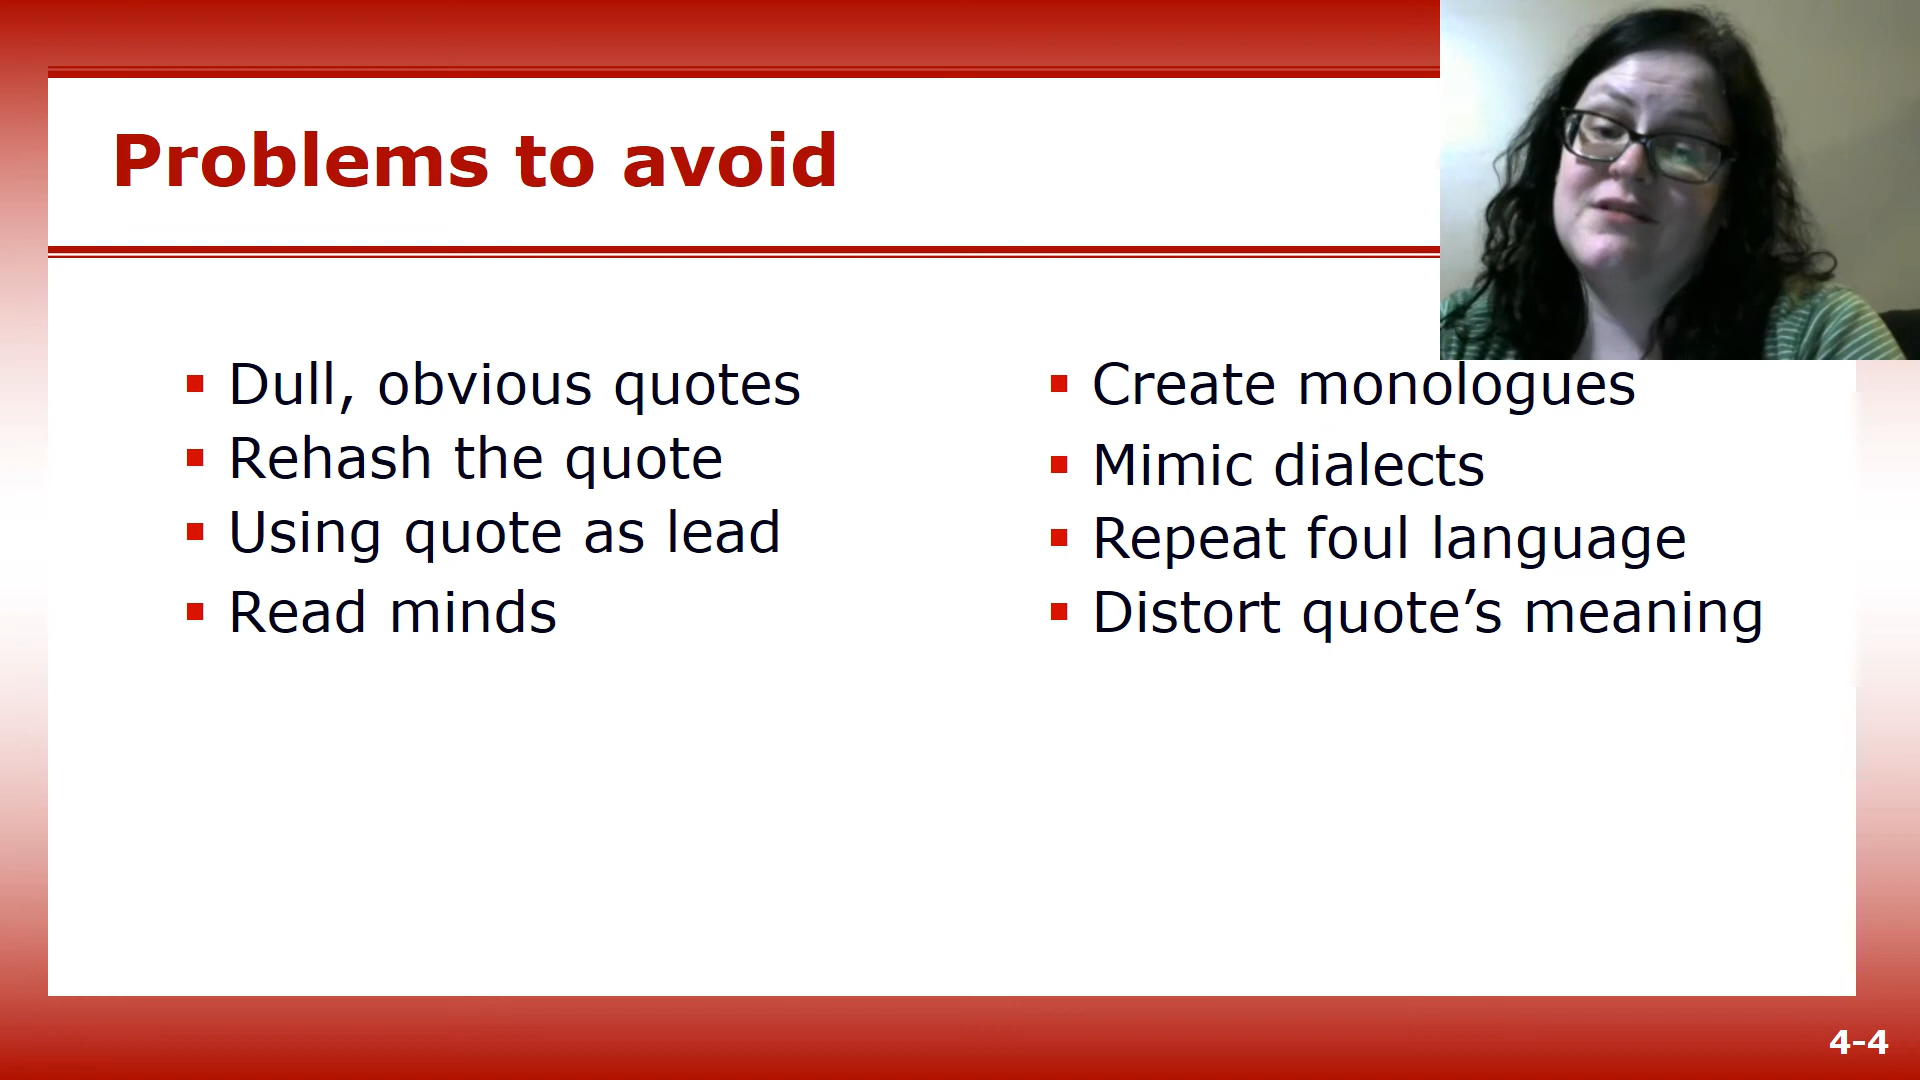 Problems to avoid
Dull, obvious quotes
Rehash the quote
Using quote as lead
Read minds
Create monologues
Mimic dialects
Repeat foul language
Distort quote’s meaning
4-4